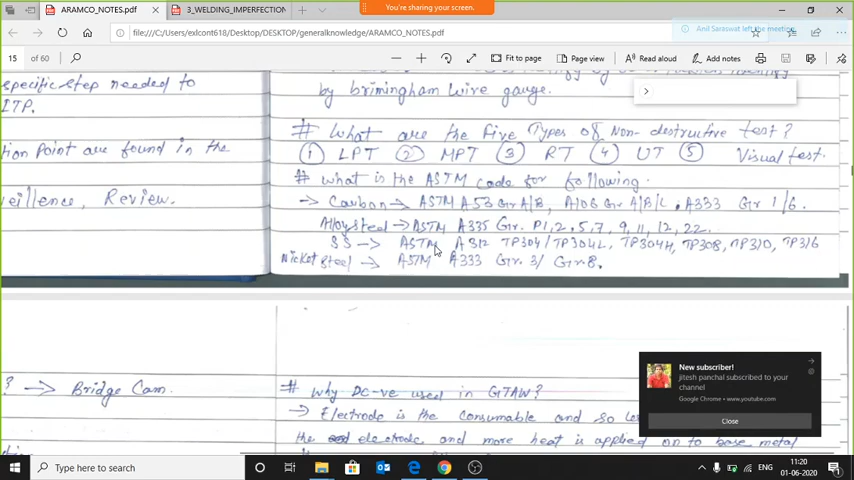 You're sharing your screen.
ARAMCO_NOTES.pdf
3_WELDING_IMPERFECTION
Anil Saraswat left the meeting
file:///C:/Users/exlcont618/Desktop/DESKTOP/generalknowledge/ARAMCO_NOTES.pdf
15 of 60
Fit to page
Page view
Read aloud
Add notes
specific step needed to
ITP.
tion Point are found in the
veillence, Review.
by brimingham wire gauge.
# What are the Five Types of Non-destructive test?
① LPT ② MPT ③ RT ④ UT ⑤ Visual test.
# what is the ASTM code for following.
→ Carbon → ASTM A53 Gr A/B, A106 Gr A/B/C, A333 Gr 1/6.
Alloy steel → ASTM A335 Gr. P1,2,5,7,9,11,12,22.
SS → ASTM A312 TP304/TP304L, TP304H, TP308, TP310, TP316
Nickel steel → ASTM A333 Gr.3/ Gr.8.
? → Bridge Cam.
# Why DC-ve used in GTAW?
→ Electrode is the consumable and so
the electrode and more heat is applied on to base metal
New subscriber!
jitesh panchal subscribed to your
channel
Google Chrome • www.youtube.com
Close
Type here to search
ENG
11:20
01-06-2020